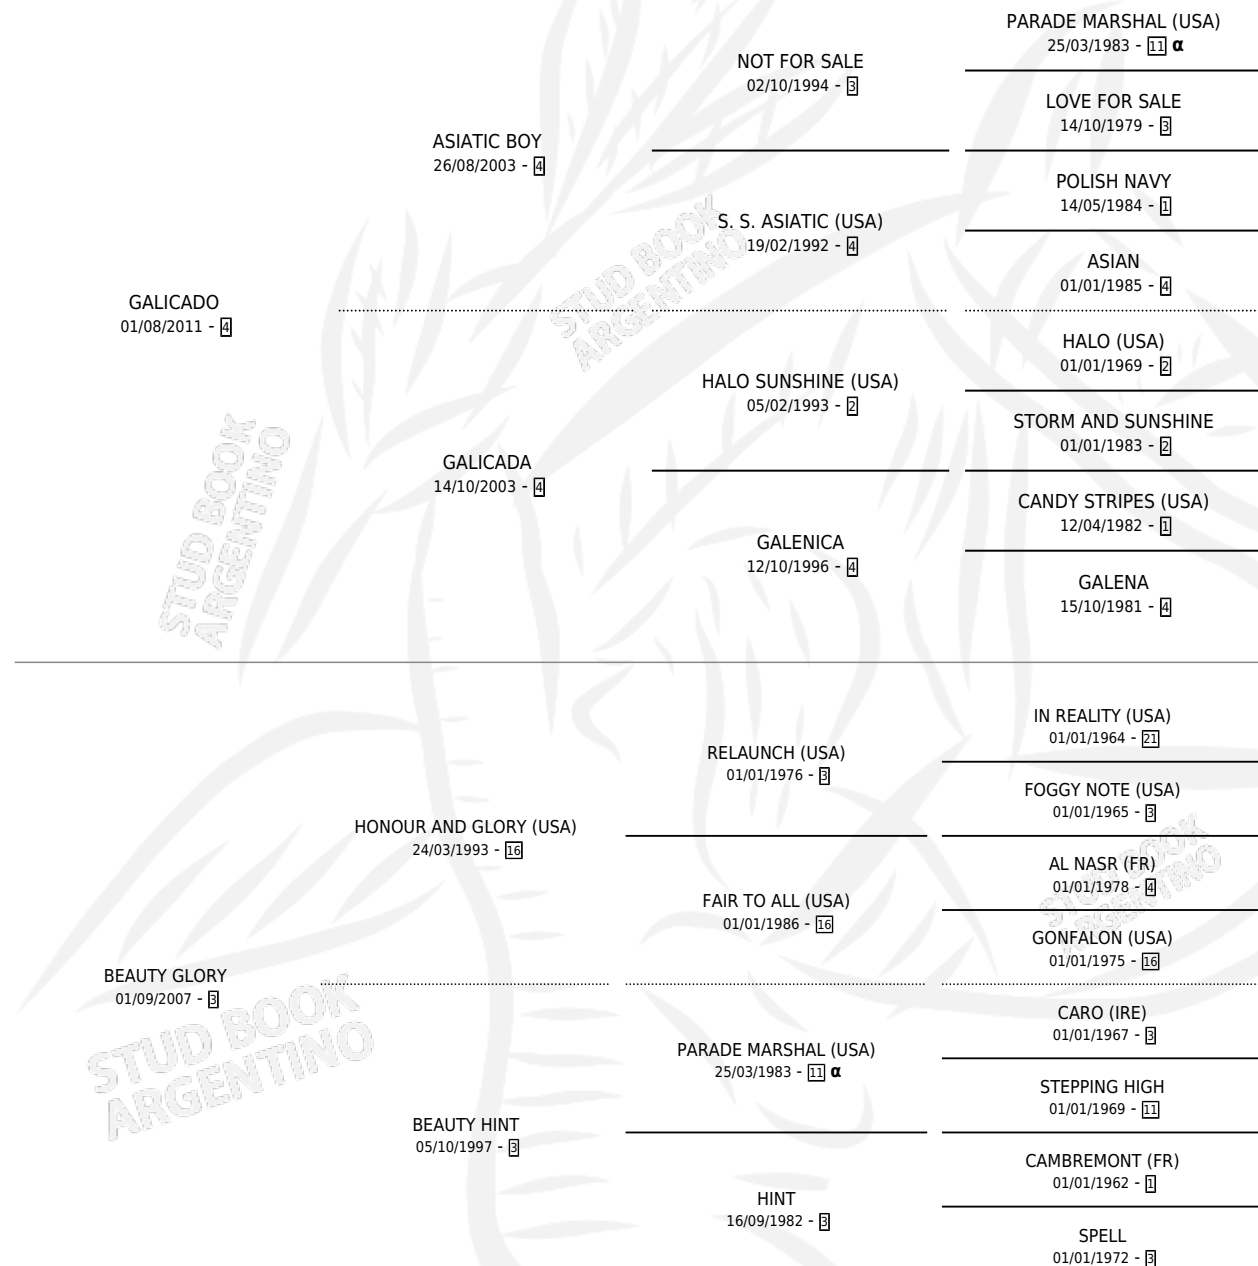 PARADE MARSHAL (USA)
25/03/1983 - 11 α
NOT FOR SALE
02/10/1994 - 3
LOVE FOR SALE
14/10/1979 - 3
ASIATIC BOY
26/08/2003 - 4
POLISH NAVY
14/05/1984 - 1
S. S. ASIATIC (USA)
19/02/1992 - 4
ASIAN
01/01/1985 - 4
STUD BOOK
ARGENTINO
GALICADO
01/08/2011 - 4
HALO (USA)
01/01/1969 - 2
HALO SUNSHINE (USA)
05/02/1993 - 2
STORM AND SUNSHINE
01/01/1983 - 2
GALICADA
14/10/2003 - 4
CANDY STRIPES (USA)
12/04/1982 - 1
GALENICA
12/10/1996 - 4
GALENA
15/10/1981 - 4
STUD BOOK
ARGENTINO
IN REALITY (USA)
01/01/1964 - 21
RELAUNCH (USA)
01/01/1976 - 3
FOGGY NOTE (USA)
01/01/1965 - 3
HONOUR AND GLORY (USA)
24/03/1993 - 16
AL NASR (FR)
01/01/1978 - 4
FAIR TO ALL (USA)
01/01/1986 - 16
STUD BOOK
ARGENTINO
GONFALON (USA)
01/01/1975 - 16
BEAUTY GLORY
01/09/2007 - 3
STUD BOOK
ARGENTINO
CARO (IRE)
01/01/1967 - 3
PARADE MARSHAL (USA)
25/03/1983 - 11 α
STEPPING HIGH
01/01/1969 - 11
BEAUTY HINT
05/10/1997 - 3
CAMBREMONT (FR)
01/01/1962 - 1
HINT
16/09/1982 - 3
SPELL
01/01/1972 - 3